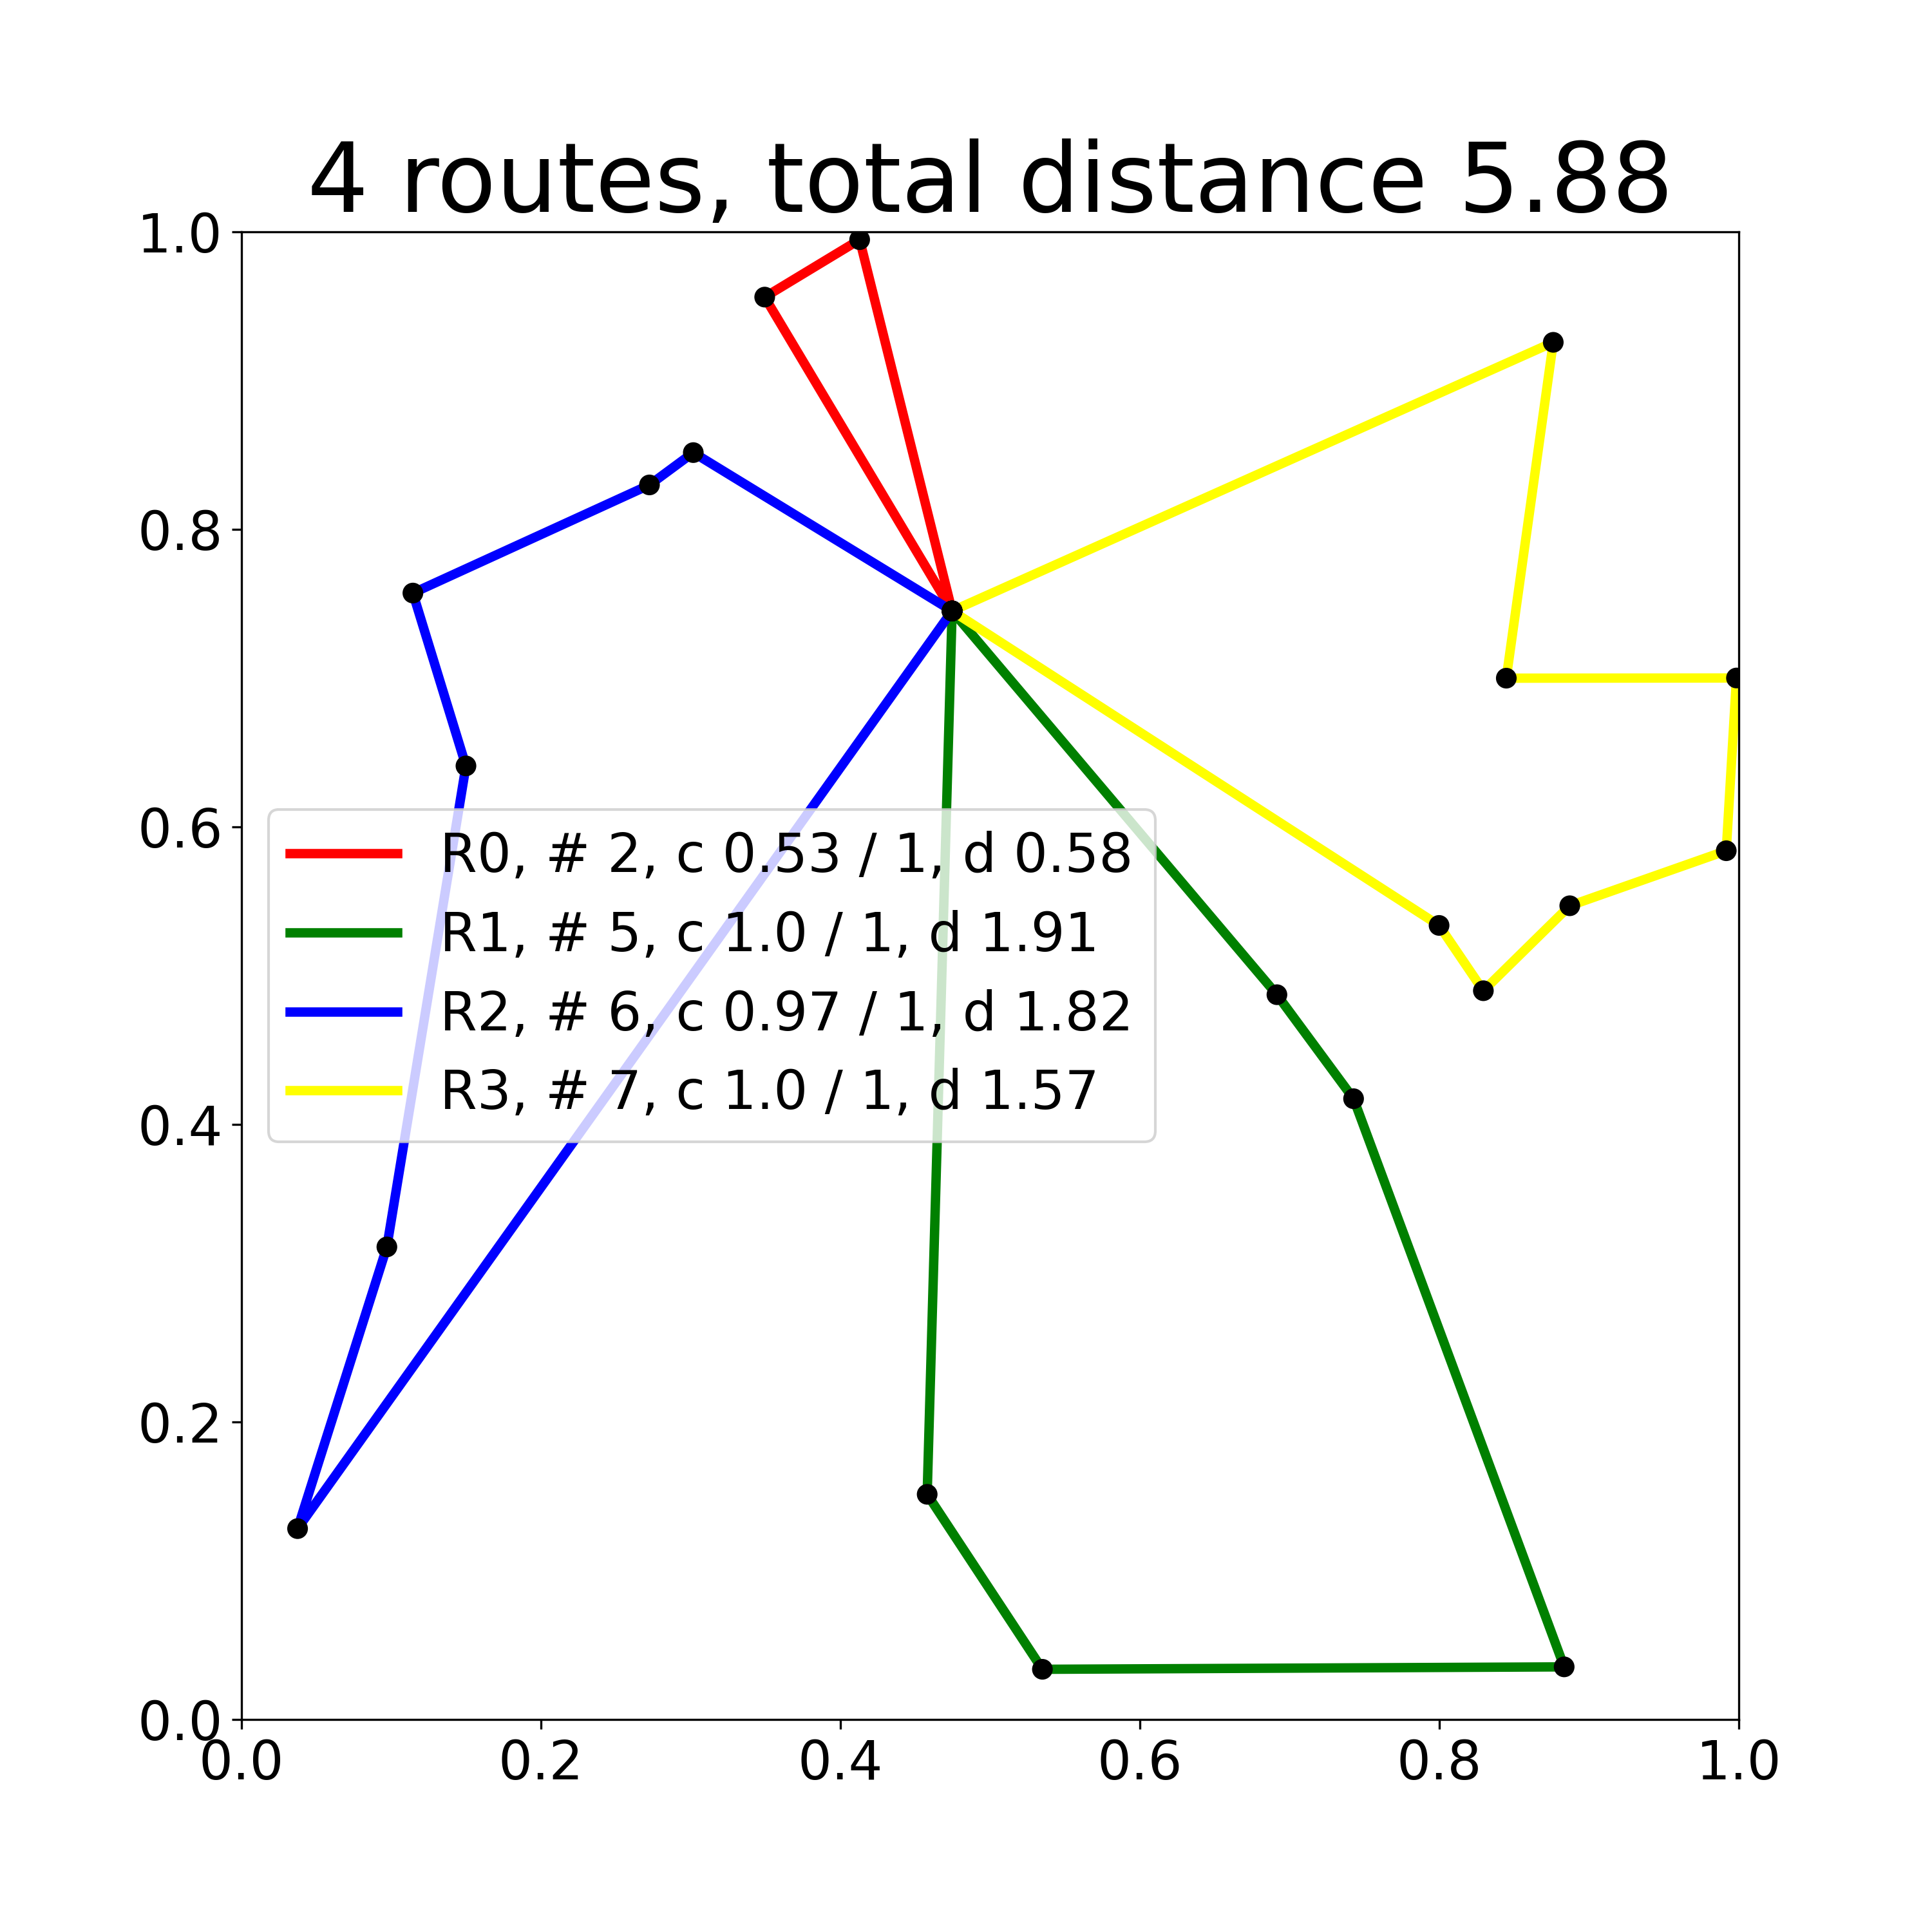 4 routes, total distance 5.88
1.0
0.8
0.6
0.4
0.2
0.0
R0, # 2, c 0.53 / 1, d 0.58
R1, # 5, c 1.0 / 1, d 1.91
R2, # 6, c 0.97 / 1, d 1.82
R3, # 7, c 1.0 / 1, d 1.57
0.0 0.2 0.4 0.6 0.8 1.0